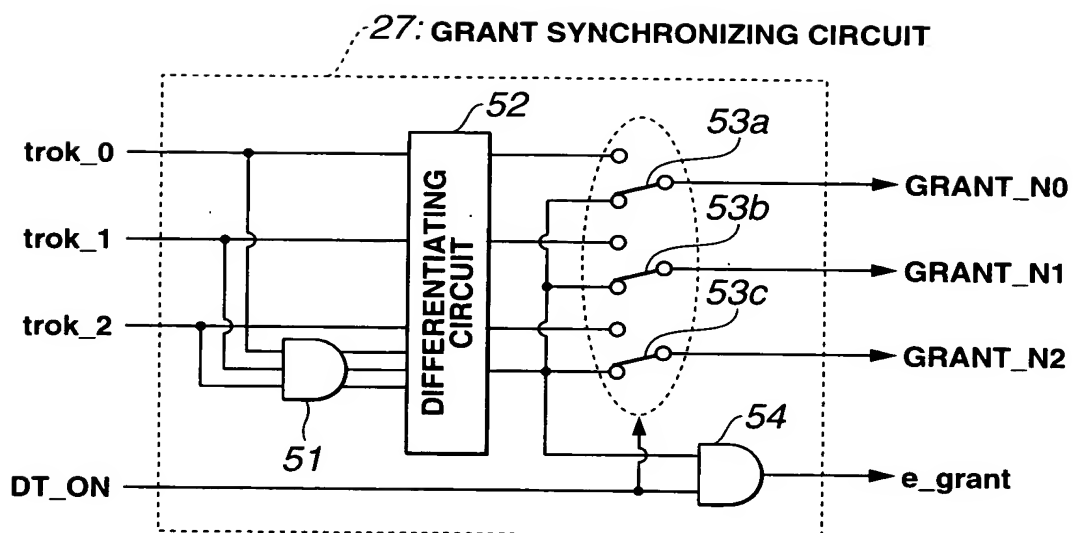 27: GRANT SYNCHRONIZING CIRCUIT
52
trok_0
53a
GRANT_N0
DIFFERENTIATING
CIRCUIT
trok_1
53b
GRANT_N1
trok_2
53c
GRANT_N2
51
54
DT_ON
e_grant